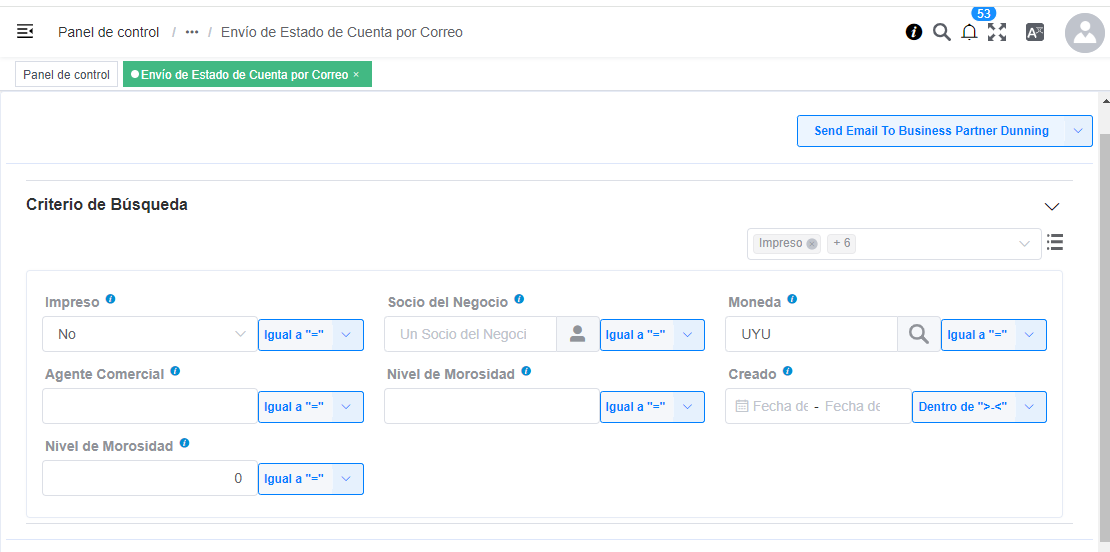 53
Panel de control / ••• / Envío de Estado de Cuenta por Correo
Panel de control
Envío de Estado de Cuenta por Correo ×
Send Email To Business Partner Dunning
Criterio de Búsqueda
Impreso + 6
Impreso Socio del Negocio Moneda
No Igual a "=" Un Socio del Negoci Igual a "=" UYU Igual a "="
Agente Comercial Nivel de Morosidad Creado
Igual a "=" Igual a "=" Fecha de - Fecha de Dentro de ">-<"
Nivel de Morosidad
0 Igual a "="